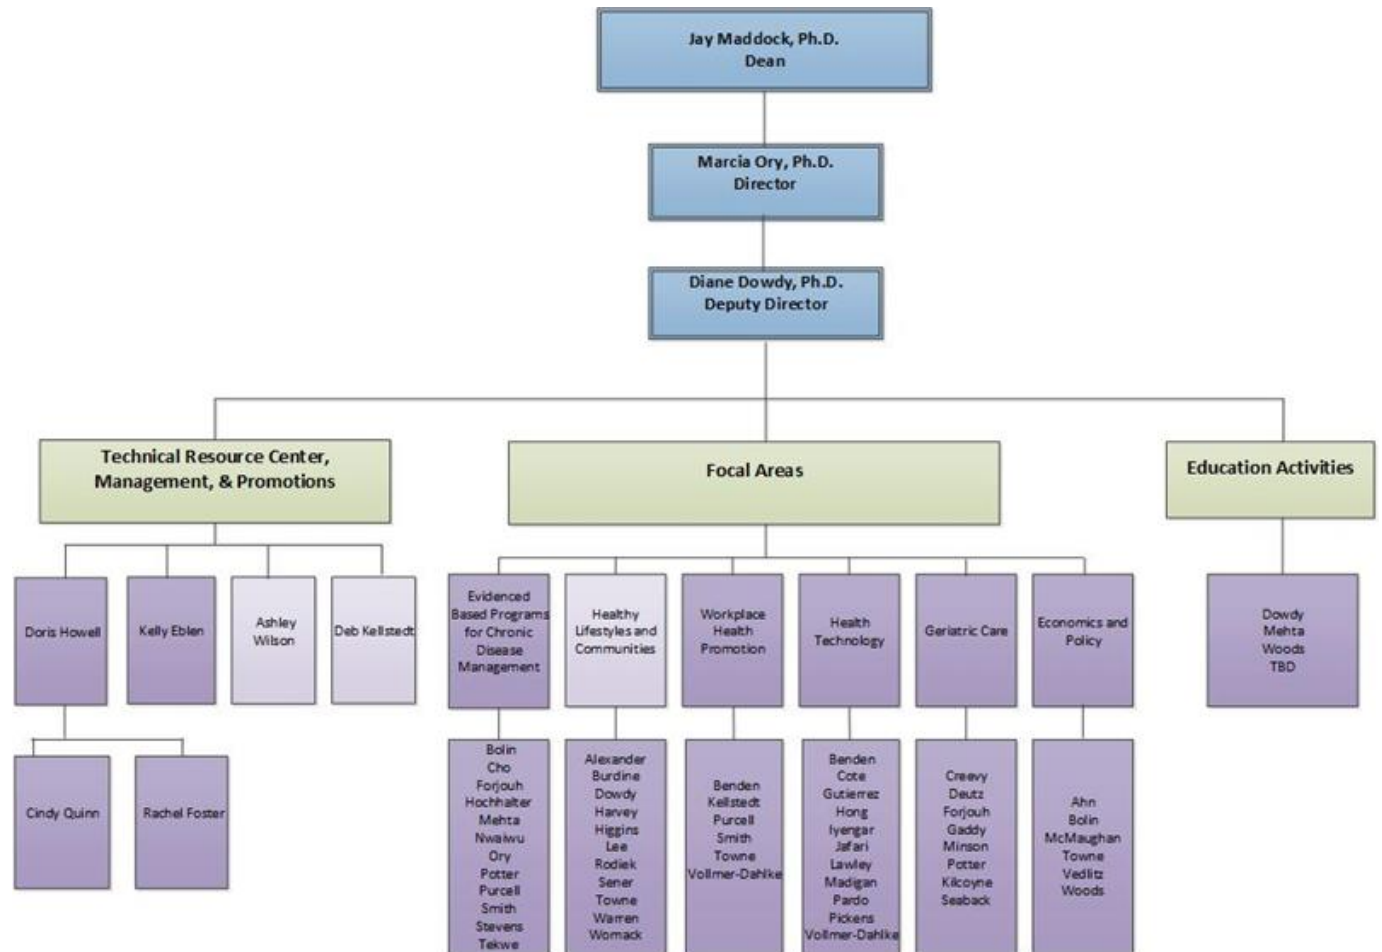 Jay Maddock, Ph.D.
Dean
Marcia Ory, Ph.D.
Director
Diane Dowdy, Ph.D.
Deputy Director
Technical Resource Center,
Management, & Promotions
Focal Areas
Education Activities
Doris Howell
Kelly Eblen
Ashley
Wilson
Deb Kellstedt
Cindy Quinn
Rachel Foster
Evidenced
Based Programs
for Chronic
Disease
Management
Healthy
Lifestyles and
Communities
Workplace
Health
Promotion
Health
Technology
Geriatric Care
Economics and
Policy
Dowdy
Mehta
Woods
TBD
Bolin
Cho
Forjouh
Hochhalter
Mehta
Nwaiwu
Ory
Potter
Purcell
Smith
Stevens
Tekwe
Alexander
Burdine
Dowdy
Harvey
Higgins
Lee
Rodiek
Sener
Towne
Warren
Womack
Benden
Kellstedt
Purcell
Smith
Towne
Vollmer-Dahlke
Benden
Cote
Gutierrez
Hong
Iyengar
Jafari
Lawley
Madigan
Pardo
Pickens
Vollmer-Dahlke
Creevy
Deutz
Forjouh
Gaddy
Minson
Potter
Kilcoyne
Seaback
Ahn
Bolin
McMaughan
Towne
Vedlitz
Woods